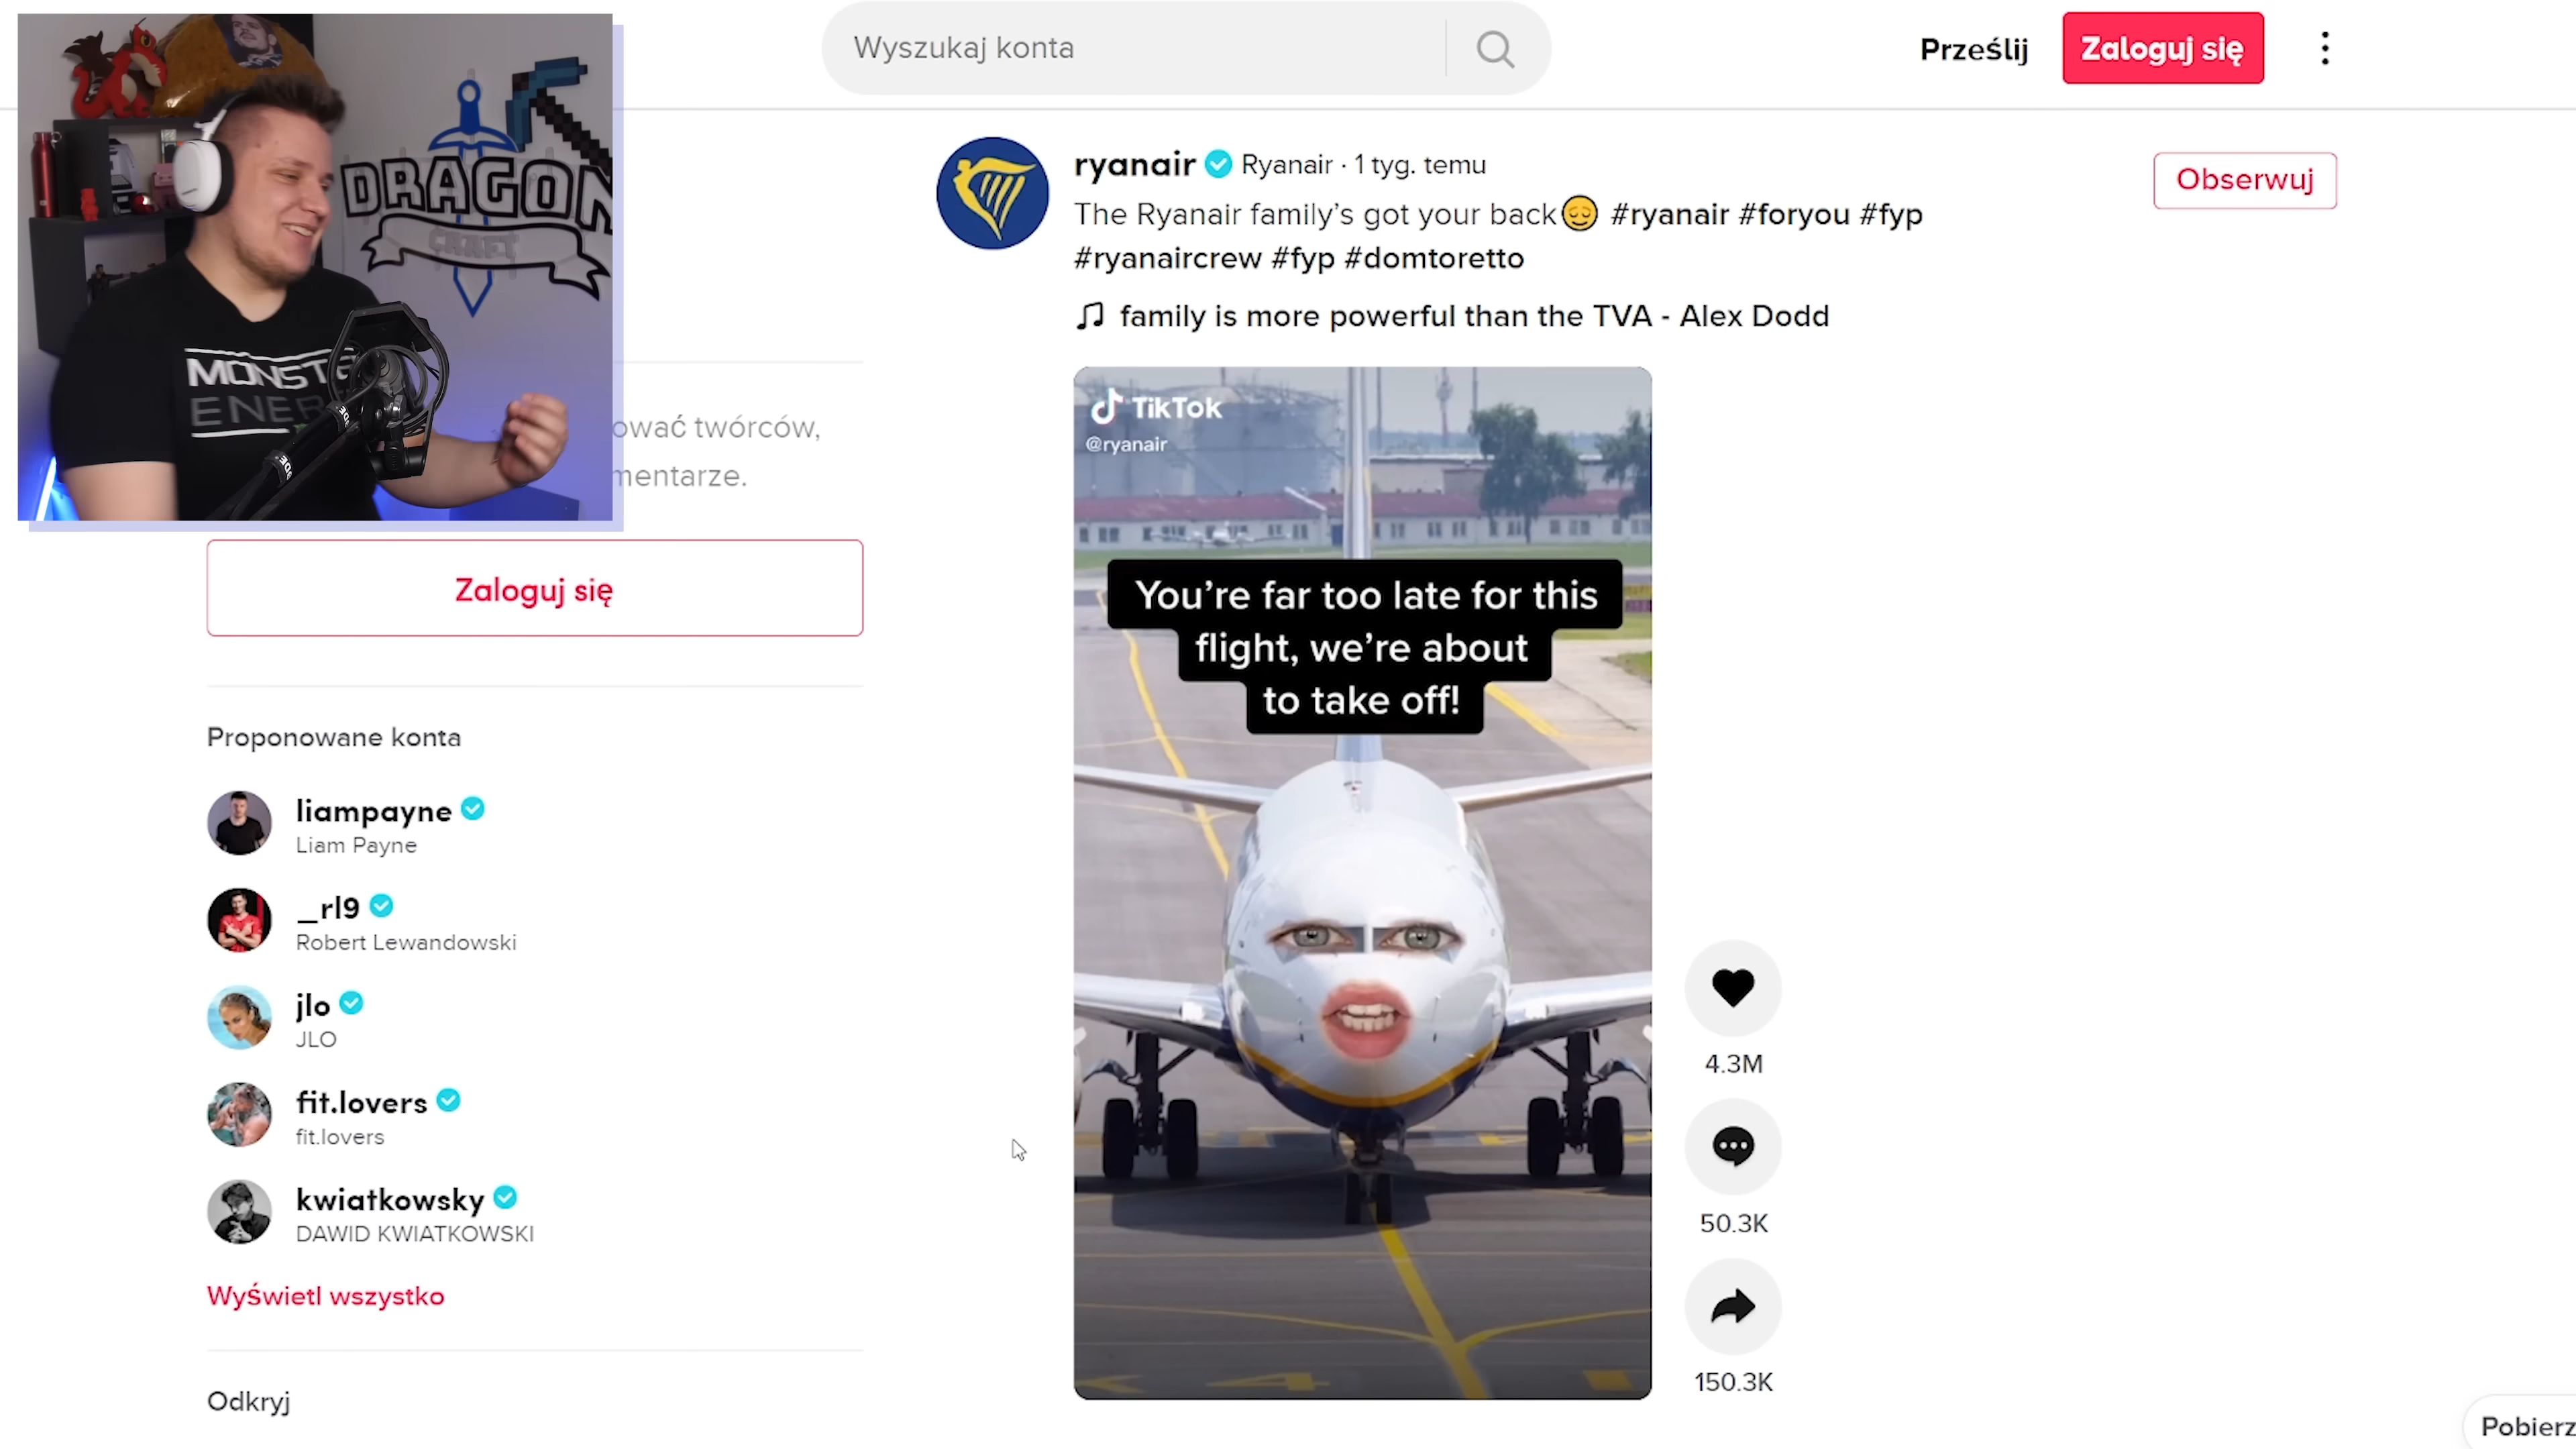 DRAGON
CRAFT
MONSTE
ENER
Wyszukaj konta
Prześlij
Zaloguj się
ryanair Ryanair · 1 tyg. temu
Obserwuj
The Ryanair family's got your back😌 #ryanair #foryou #fyp
#ryanaircrew #fyp #domtoretto
family is more powerful than the TVA - Alex Dodd
ować twórców,
mentarze.
Zaloguj się
Proponowane konta
liampayne
Liam Payne
_rl9
Robert Lewandowski
jlo
JLO
fit.lovers
fit.lovers
kwiatkowsky
DAWID KWIATKOWSKI
Wyświetl wszystko
Odkryj
TikTok
@ryanair
You're far too late for this
flight, we're about
to take off!
4.3M
50.3K
150.3K
Pobierz